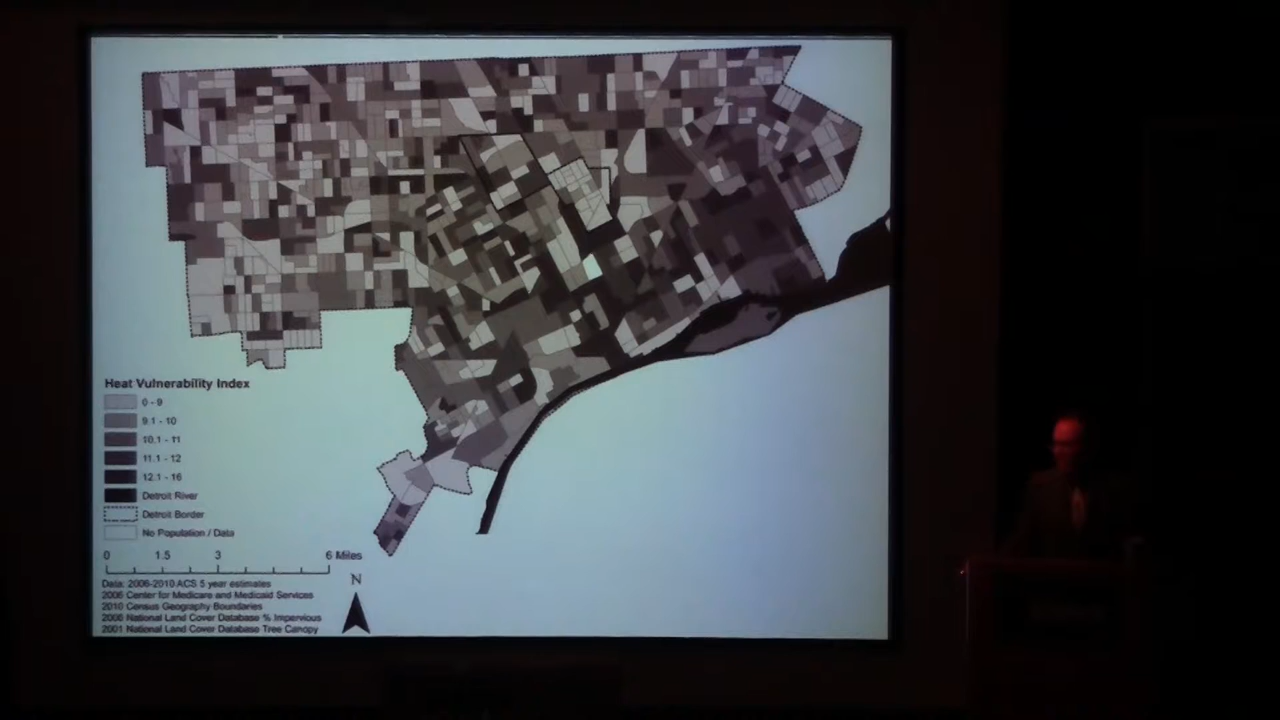 Heat Vulnerability Index
0 - 9
9.1 - 10
10.1 - 11
11.1 - 12
12.1 - 16
Detroit River
Detroit Border
No Population / Data
0 1.5 3 6 Miles
N
Data: 2006-2010 ACS 5 year estimates
2006 Center for Medicare and Medicaid Services
2010 Census Geography Boundaries
2006 National Land Cover Database % Impervious
2001 National Land Cover Database Tree Canopy